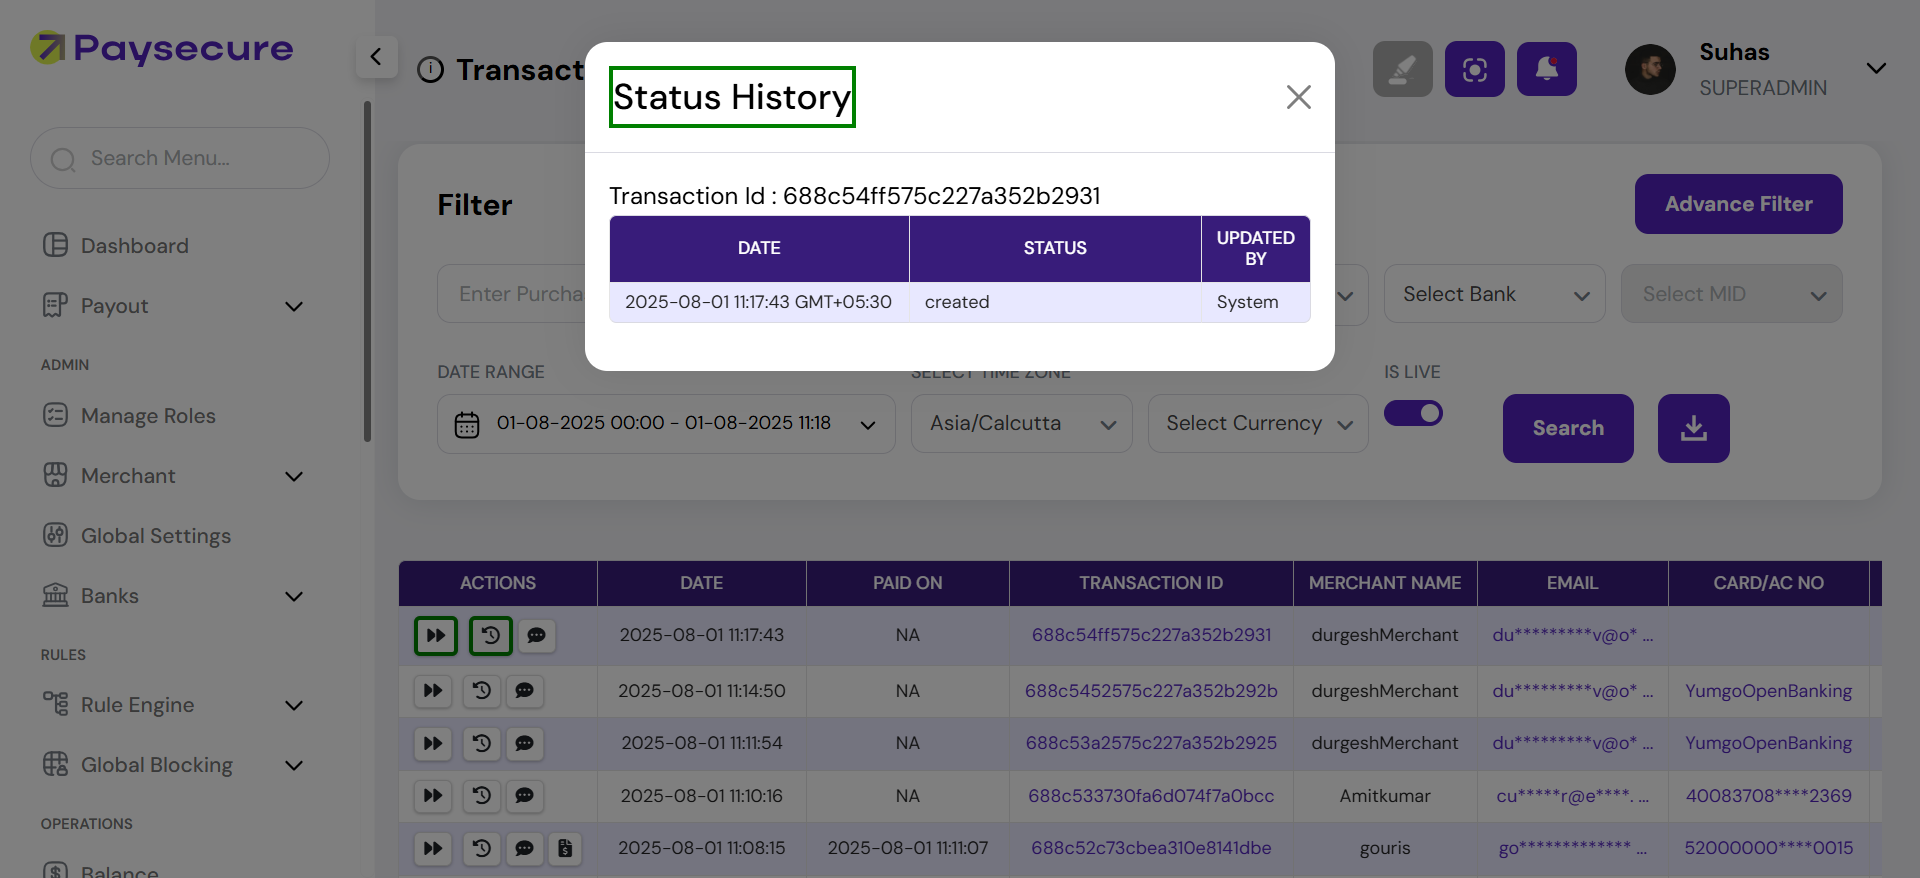 Paysecure
Transact
Suhas
SUPERADMIN
Search Menu...
Dashboard
Payout
ADMIN
Manage Roles
Merchant
Global Settings
Banks
RULES
Rule Engine
Global Blocking
OPERATIONS
Balance
Status History
Transaction Id : 688c54ff575c227a352b2931
DATE STATUS UPDATED BY
2025-08-01 11:17:43 GMT+05:30 created System
Filter
Advance Filter
Enter Purcha
Select Bank
Select MID
DATE RANGE
SELECT TIME ZONE
IS LIVE
01-08-2025 00:00 - 01-08-2025 11:18
Asia/Calcutta
Select Currency
Search
ACTIONS DATE PAID ON TRANSACTION ID MERCHANT NAME EMAIL CARD/AC NO
2025-08-01 11:17:43 NA 688c54ff575c227a352b2931 durgeshMerchant du*********v@o* ...
2025-08-01 11:14:50 NA 688c5452575c227a352b292b durgeshMerchant du*********v@o* ... YumgoOpenBanking
2025-08-01 11:11:54 NA 688c53a2575c227a352b2925 durgeshMerchant du*********v@o* ... YumgoOpenBanking
2025-08-01 11:10:16 NA 688c533730fa6d074f7a0bcc Amitkumar cu*****r@e****. ... 40083708****2369
2025-08-01 11:08:15 2025-08-01 11:11:07 688c52c73cbea310e8141dbe gouris go************* ... 52000000****0015